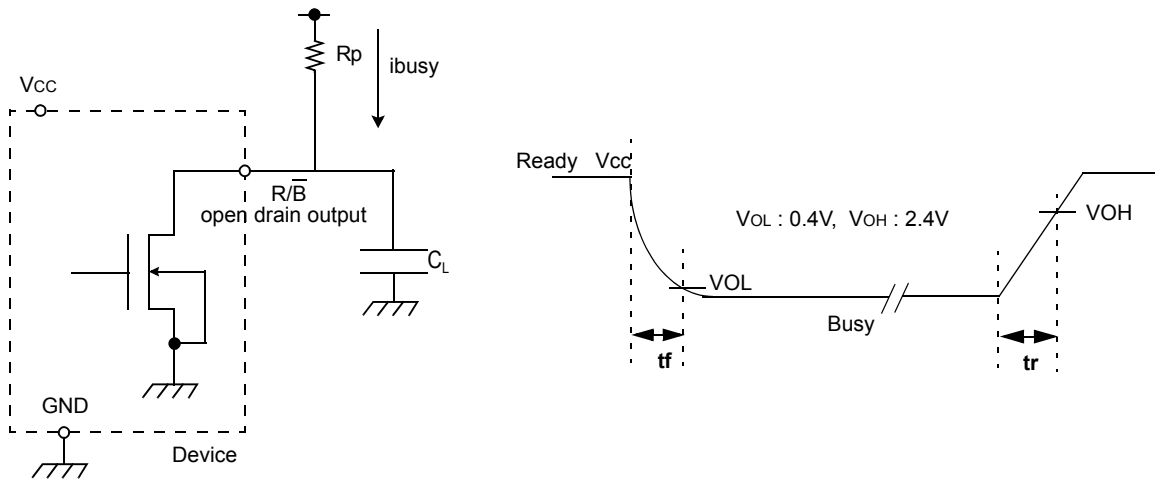 Rp
ibusy
VCC
R/B̅
open drain output
CL
GND
Device
Ready Vcc
VOL : 0.4V, VOH : 2.4V
VOH
VOL
Busy
tf
tr